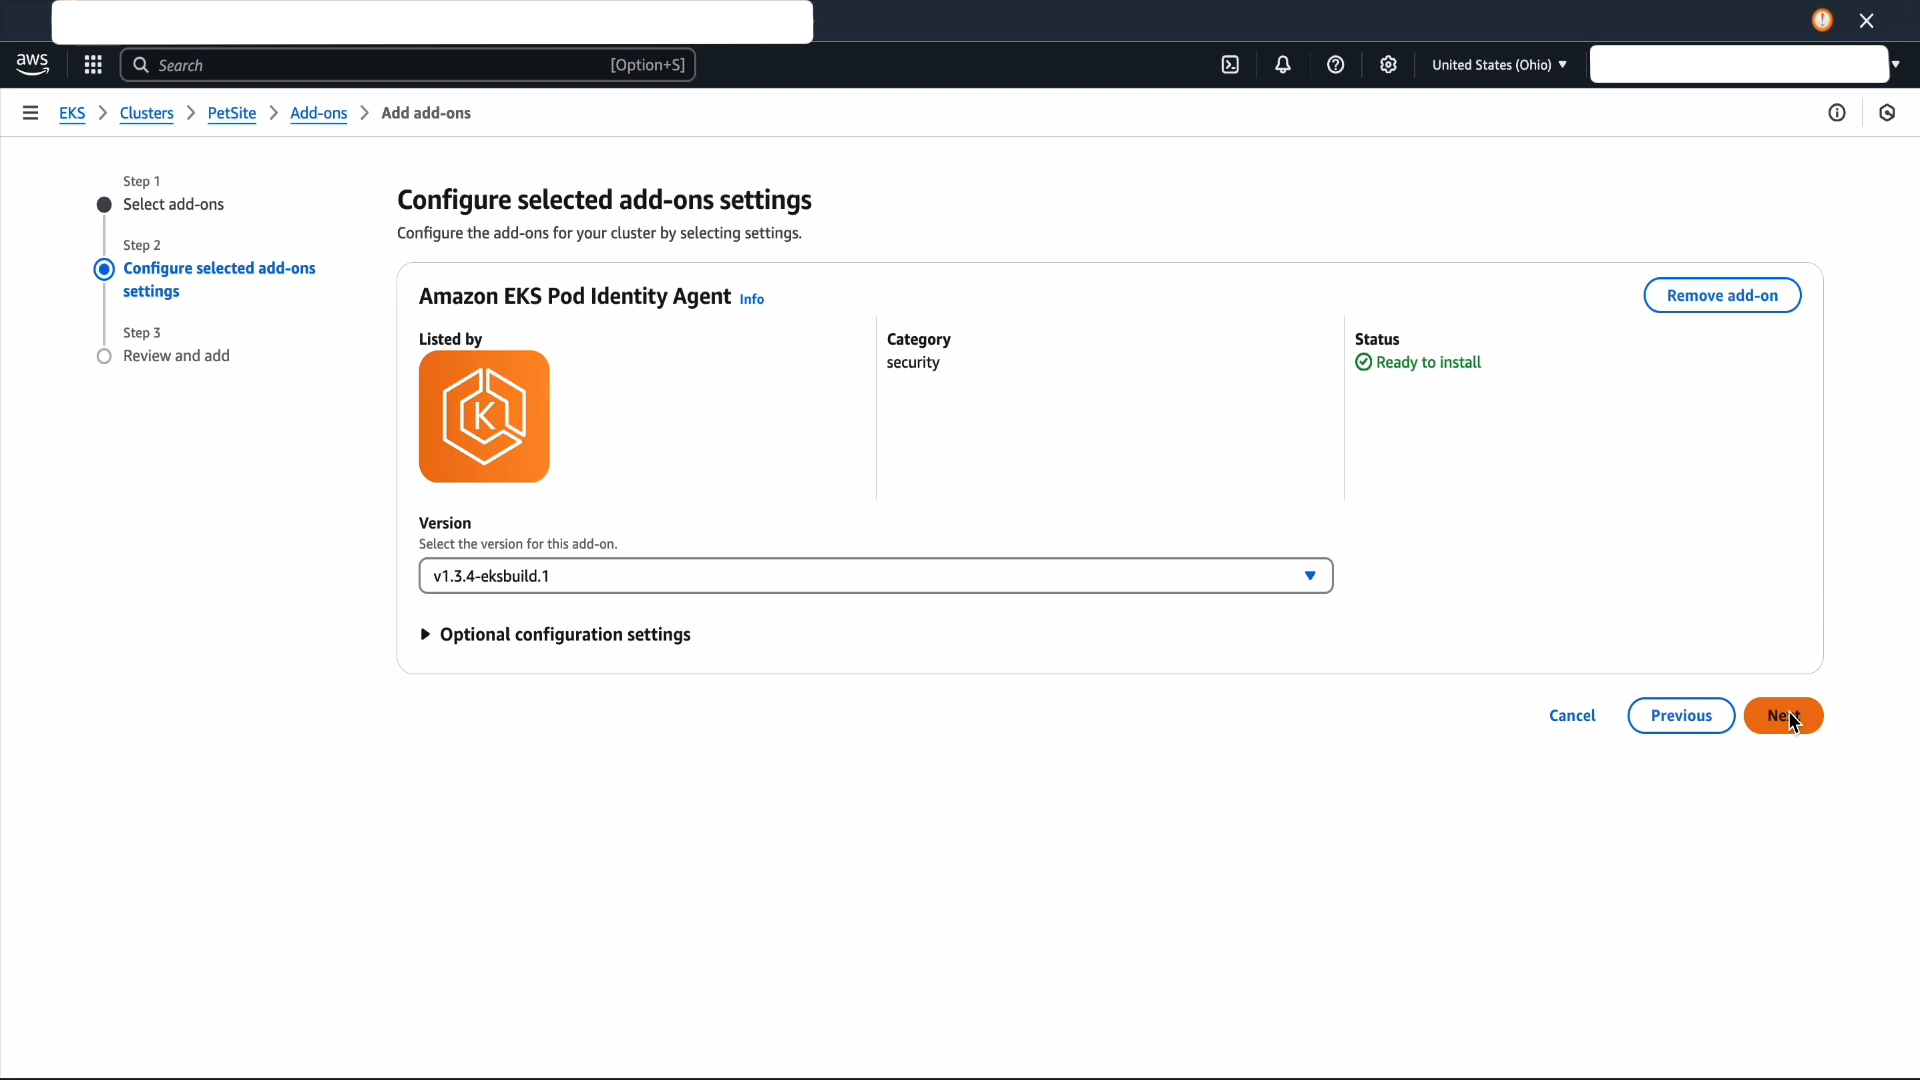 aws
Search [Option+S]
United States (Ohio)
EKS Clusters PetSite Add-ons Add add-ons
Step 1
Select add-ons
Step 2
Configure selected add-ons
settings
Step 3
Review and add
Configure selected add-ons settings
Configure the add-ons for your cluster by selecting settings.
Amazon EKS Pod Identity Agent Info
Remove add-on
Listed by
K
Category
security
Status
Ready to install
Version
Select the version for this add-on.
v1.3.4-eksbuild.1
Optional configuration settings
Cancel
Previous
Next